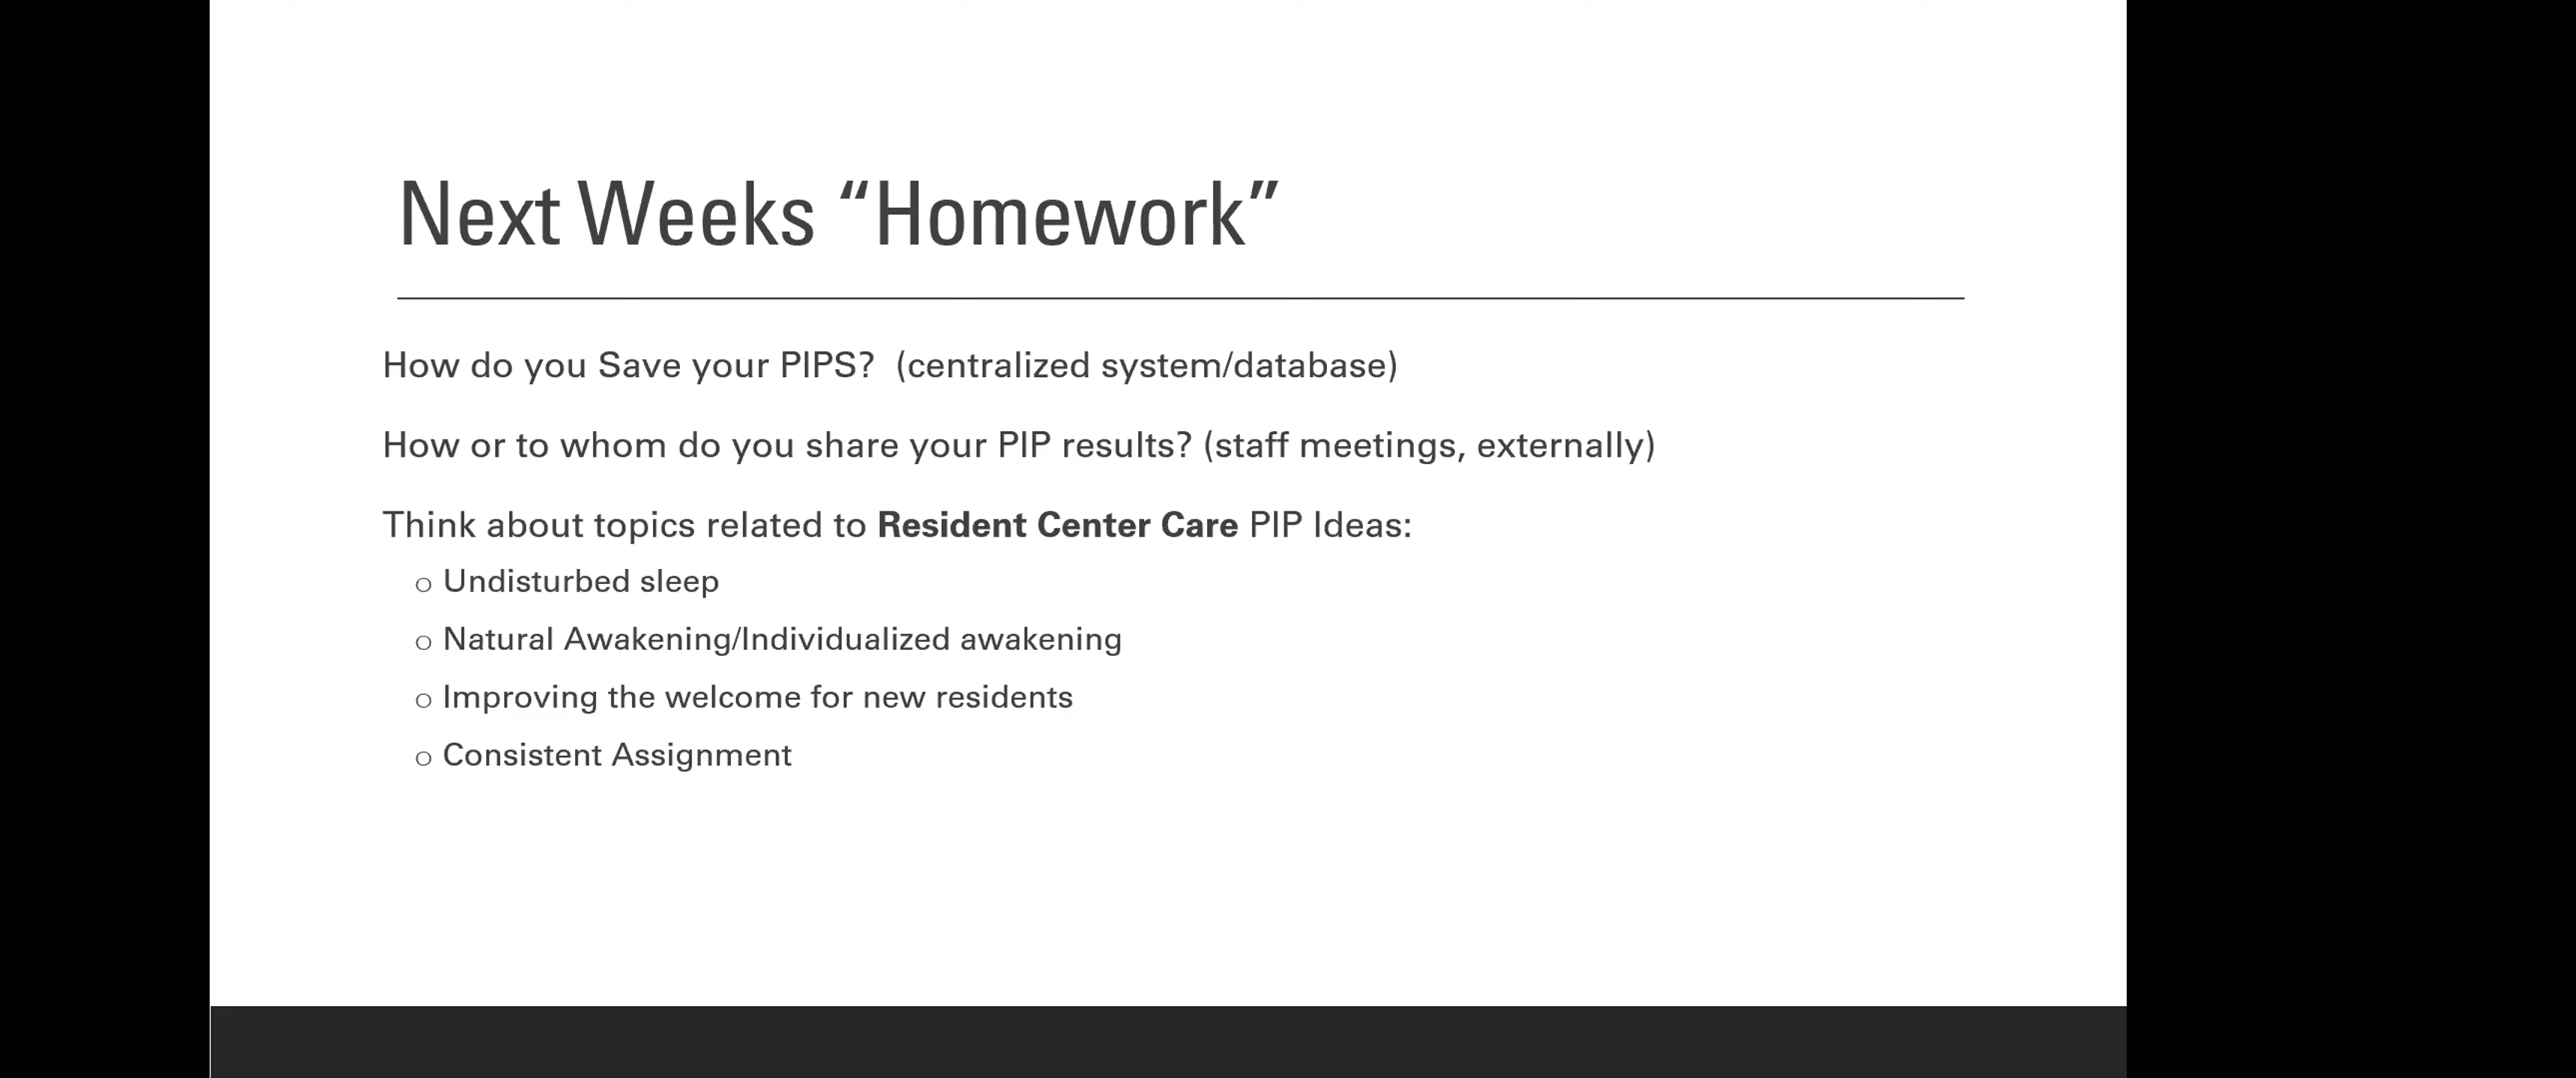 Next Weeks “Homework”
How do you Save your PIPS?  (centralized system/database)
How or to whom do you share your PIP results? (staff meetings, externally)
Think about topics related to Resident Center Care PIP Ideas:
o Undisturbed sleep
o Natural Awakening/Individualized awakening
o Improving the welcome for new residents
o Consistent Assignment